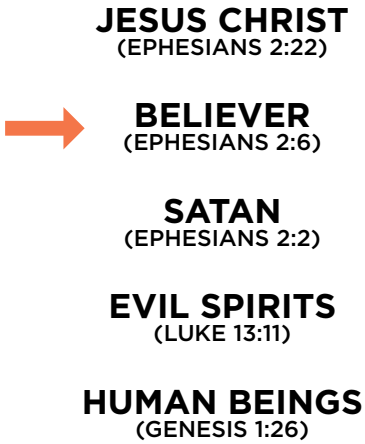 JESUS CHRIST
(EPHESIANS 2:22)
BELIEVER
(EPHESIANS 2:6)
SATAN
(EPHESIANS 2:2)
EVIL SPIRITS
(LUKE 13:11)
HUMAN BEINGS
(GENESIS 1:26)